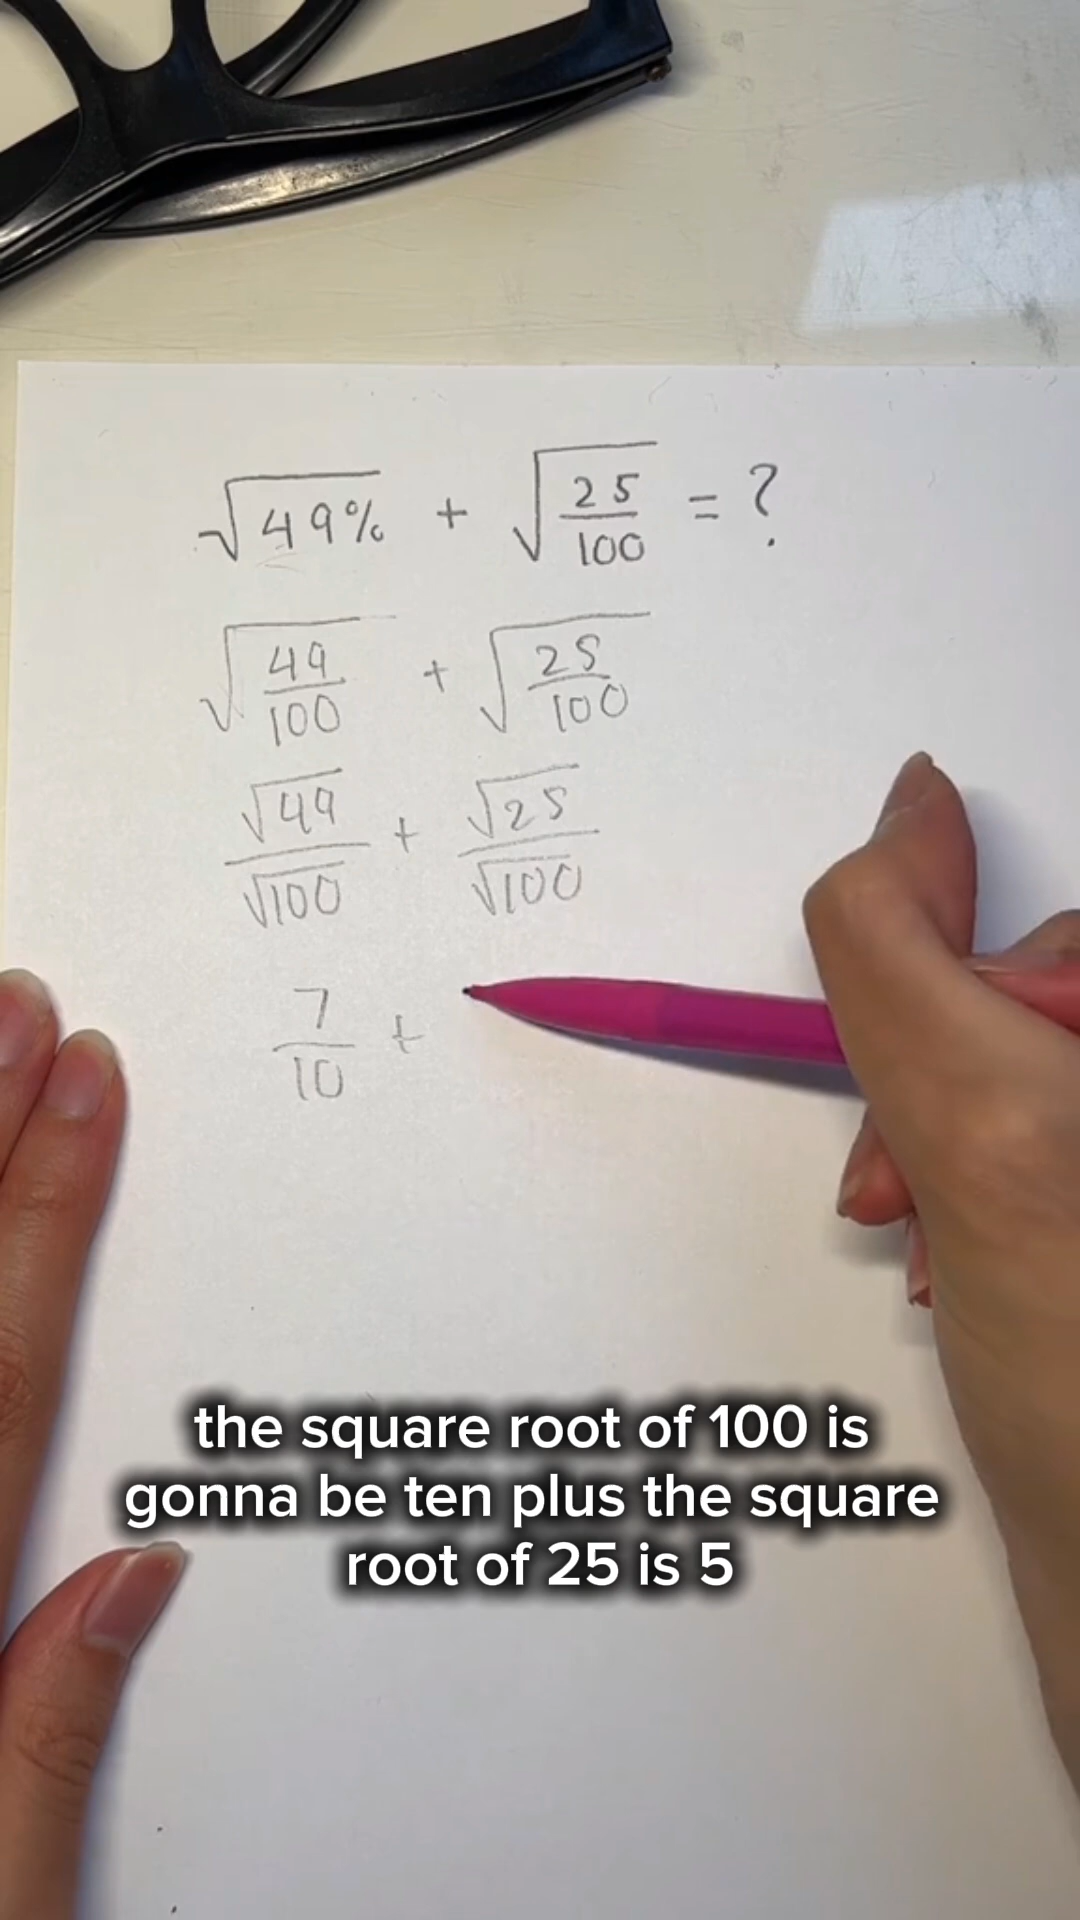 √49% + √25/100 = ?
√49/100 + √25/100
√49/√100 + √25/√100
7/10 +
the square root of 100 is
gonna be ten plus the square
root of 25 is 5